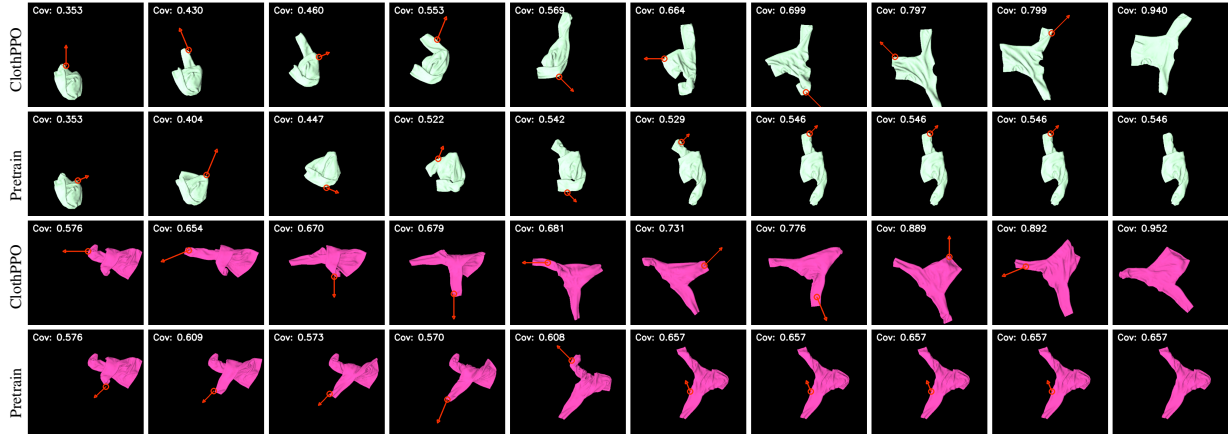 ClothPPO
Cov: 0.353
Cov: 0.430
Cov: 0.460
Cov: 0.553
Cov: 0.569
Cov: 0.664
Cov: 0.699
Cov: 0.797
Cov: 0.799
Cov: 0.940
Pretrain
Cov: 0.353
Cov: 0.404
Cov: 0.447
Cov: 0.522
Cov: 0.542
Cov: 0.529
Cov: 0.546
Cov: 0.546
Cov: 0.546
Cov: 0.546
ClothPPO
Cov: 0.576
Cov: 0.654
Cov: 0.670
Cov: 0.679
Cov: 0.681
Cov: 0.731
Cov: 0.776
Cov: 0.889
Cov: 0.892
Cov: 0.952
Pretrain
Cov: 0.576
Cov: 0.609
Cov: 0.573
Cov: 0.570
Cov: 0.608
Cov: 0.657
Cov: 0.657
Cov: 0.657
Cov: 0.657
Cov: 0.657